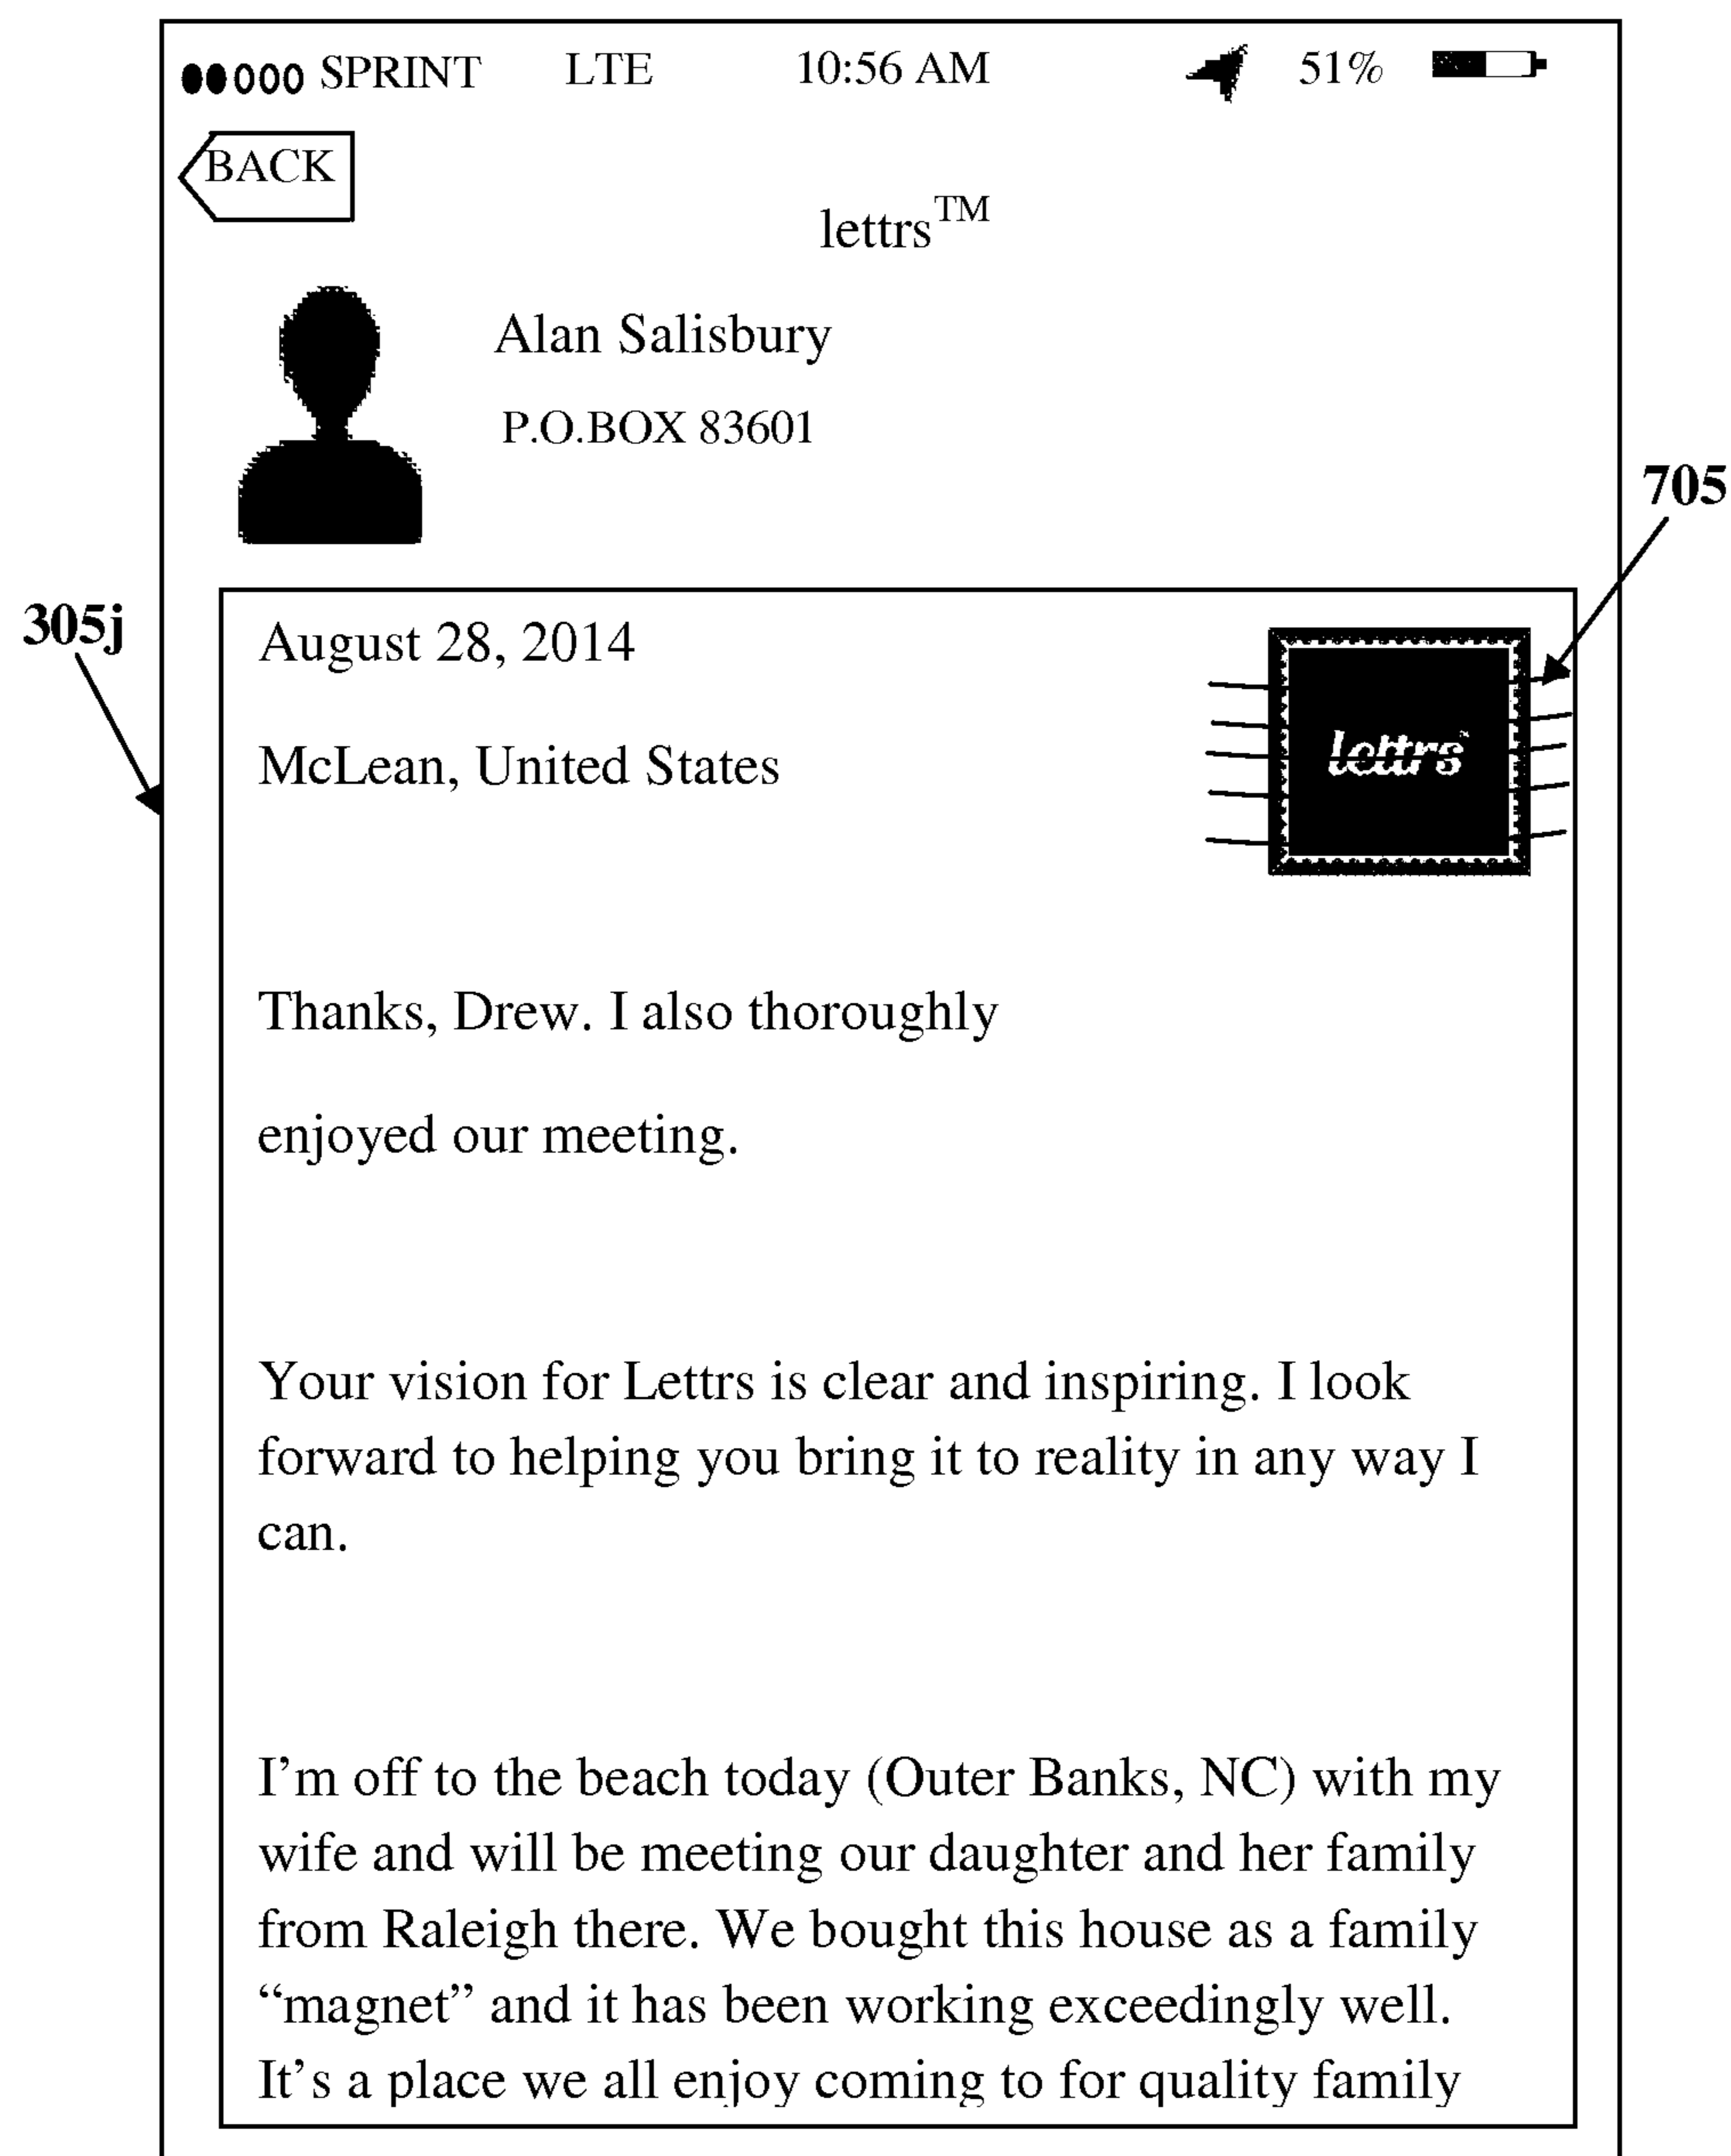 SPRINT LTE 10:56 AM 51%
BACK
lettrs™
Alan Salisbury
P.O.BOX 83601
705
305j
August 28, 2014
lettrs
McLean, United States
Thanks, Drew. I also thoroughly
enjoyed our meeting.
Your vision for Lettrs is clear and inspiring. I look
forward to helping you bring it to reality in any way I
can.
I’m off to the beach today (Outer Banks, NC) with my
wife and will be meeting our daughter and her family
from Raleigh there. We bought this house as a family
“magnet” and it has been working exceedingly well.
It’s a place we all enjoy coming to for quality family